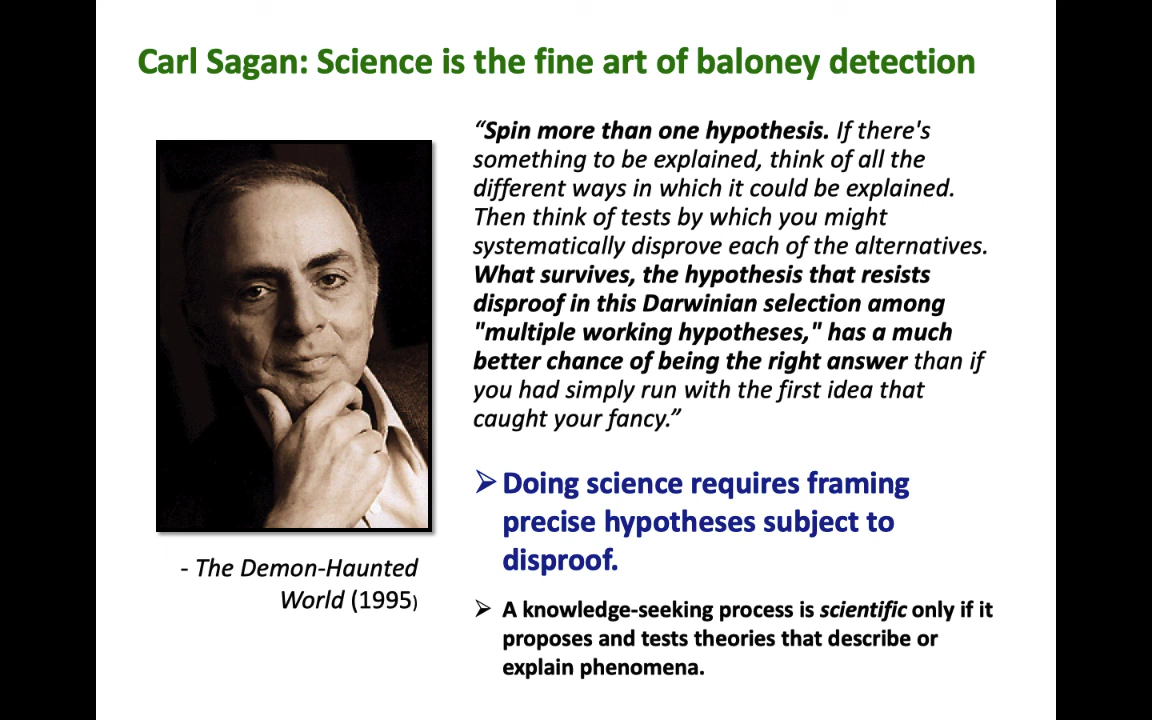 Carl Sagan: Science is the fine art of baloney detection
“Spin more than one hypothesis. If there's
something to be explained, think of all the
different ways in which it could be explained.
Then think of tests by which you might
systematically disprove each of the alternatives.
What survives, the hypothesis that resists
disproof in this Darwinian selection among
"multiple working hypotheses," has a much
better chance of being the right answer than if
you had simply run with the first idea that
caught your fancy.”
- The Demon-Haunted
World (1995)
➢ Doing science requires framing
precise hypotheses subject to
disproof.
➢ A knowledge-seeking process is scientific only if it
proposes and tests theories that describe or
explain phenomena.